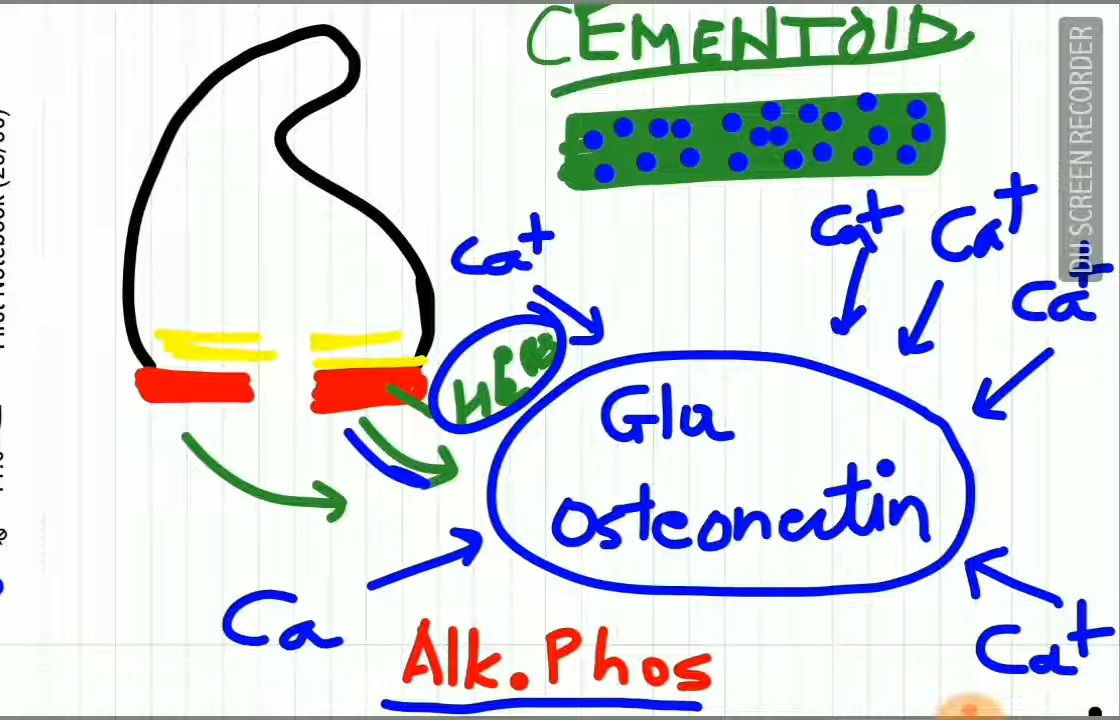 CEMENTOID
DU SCREEN RECORDER
Ca+
Ca+
Ca+
Ca+
Gla
osteonectin
Ca
Ca+
Alk.Phos